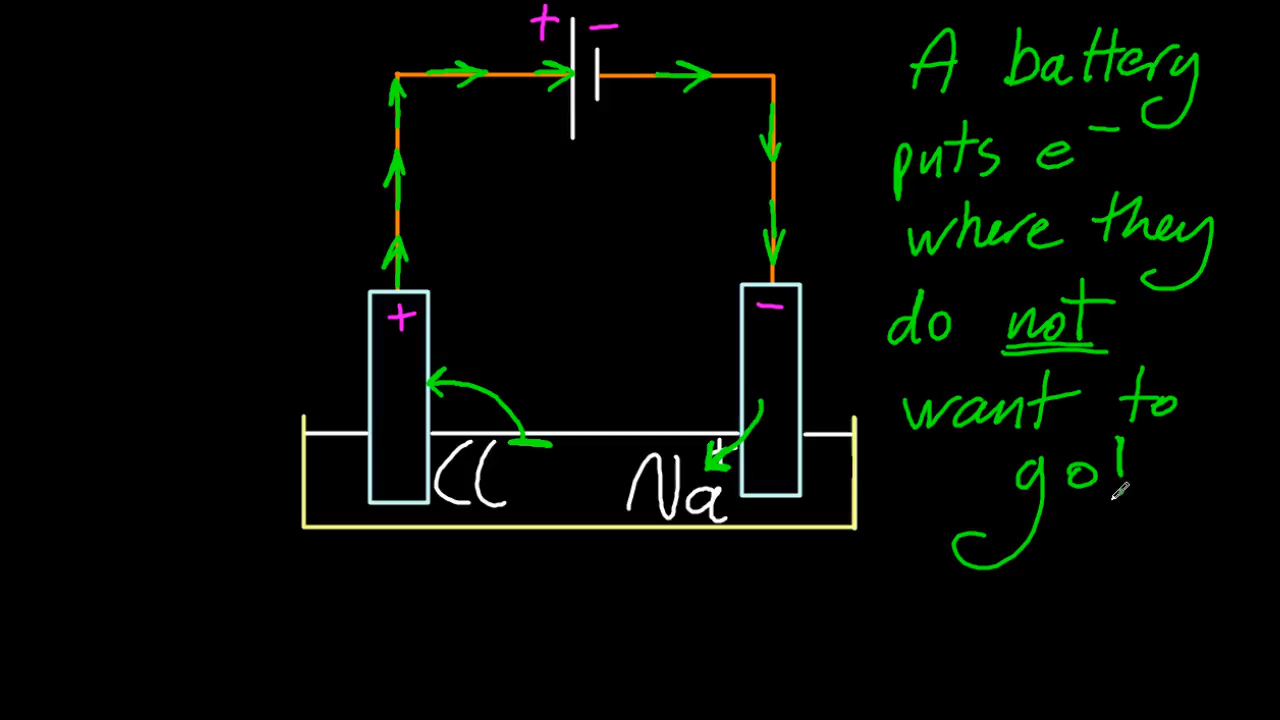 + −
A battery
puts e⁻
where they
do not
want to
go!
+ −
Cl⁻ Na⁺